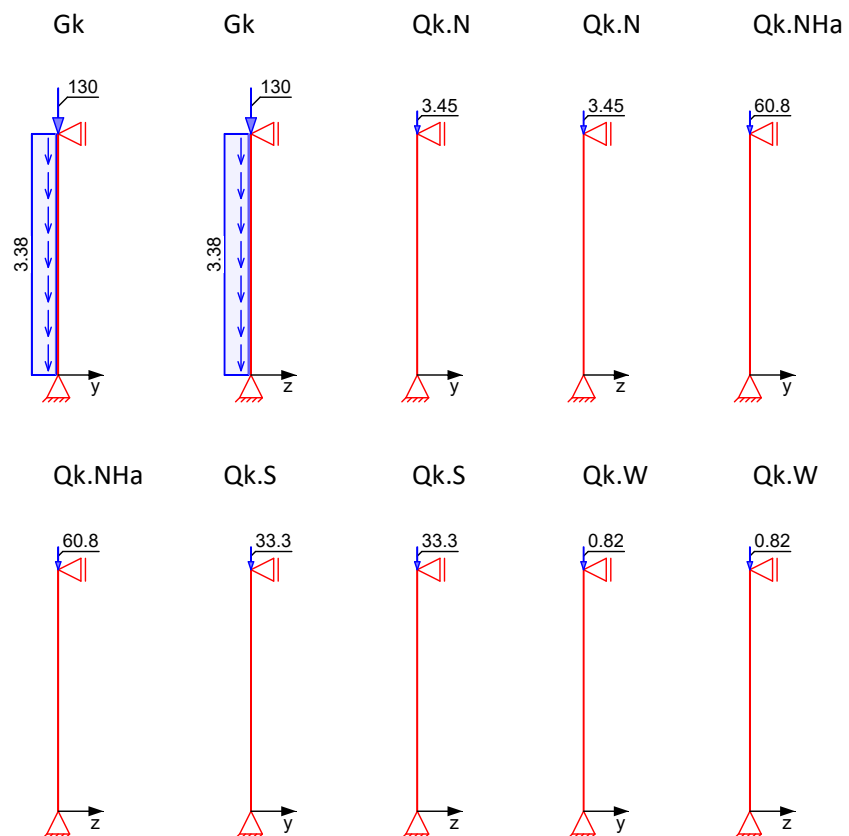 Gk Gk Qk.N Qk.N Qk.NHa
130 130 3.45 3.45 60.8
3.38 3.38
y z y z y
Qk.NHa Qk.S Qk.S Qk.W Qk.W
60.8 33.3 33.3 0.82 0.82
z y z y z